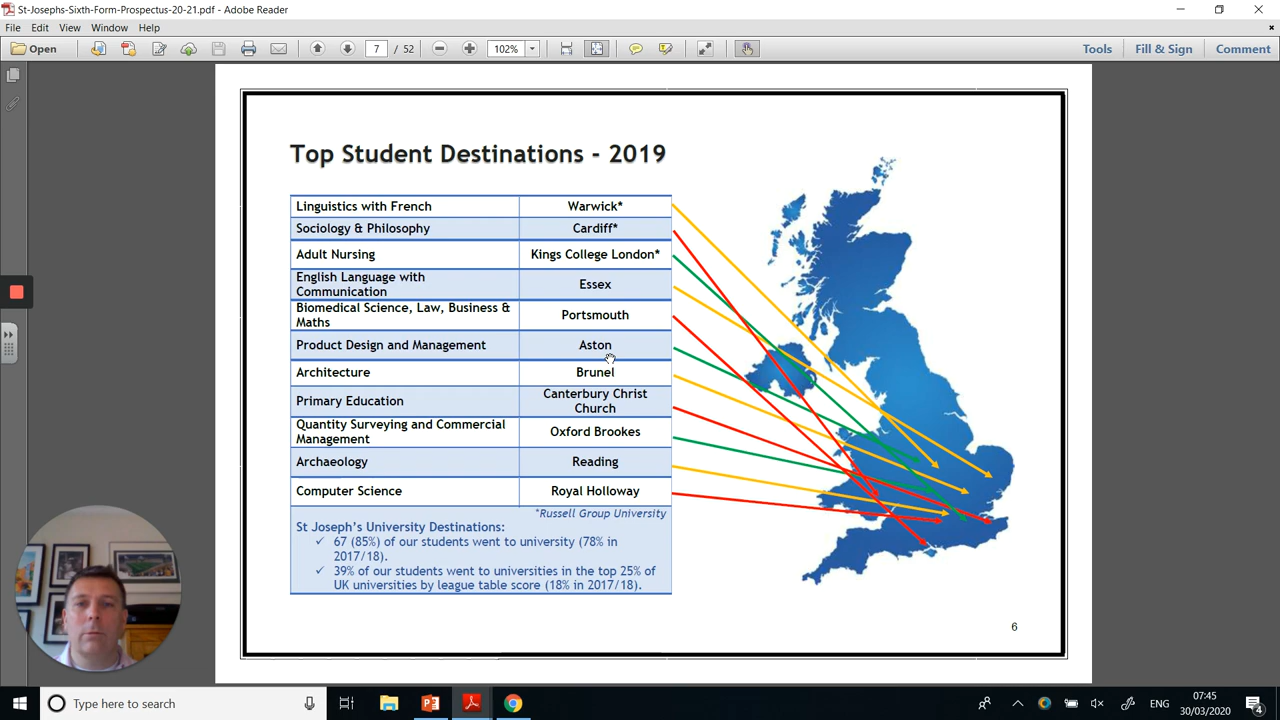 St-Josephs-Sixth-Form-Prospectus-20-21.pdf - Adobe Reader
File Edit View Window Help
Open 7 / 52 102% Tools Fill & Sign Comment
Top Student Destinations - 2019
Linguistics with French Warwick*
Sociology & Philosophy Cardiff*
Adult Nursing Kings College London*
English Language with
Communication
Essex
Biomedical Science, Law, Business &
Maths
Portsmouth
Product Design and Management Aston
Architecture Brunel
Primary Education
Canterbury Christ
Church
Quantity Surveying and Commercial
Management
Oxford Brookes
Archaeology Reading
Computer Science Royal Holloway
*Russell Group University
St Joseph's University Destinations:
✓ 67 (85%) of our students went to university (78% in
2017/18).
✓ 39% of our students went to universities in the top 25% of
UK universities by league table score (18% in 2017/18).
6
Type here to search
ENG
07:45
30/03/2020
4